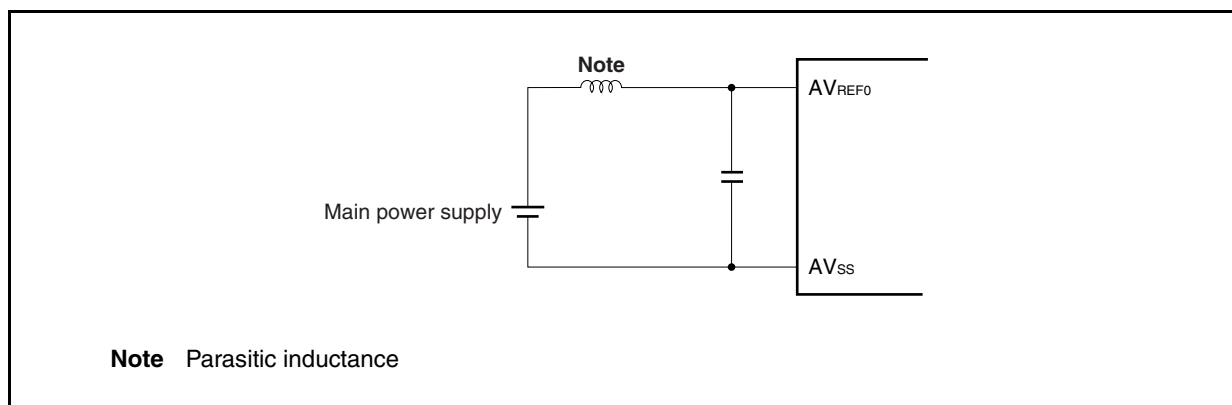 Note
AVREF0
Main power supply
AVSS
Note Parasitic inductance